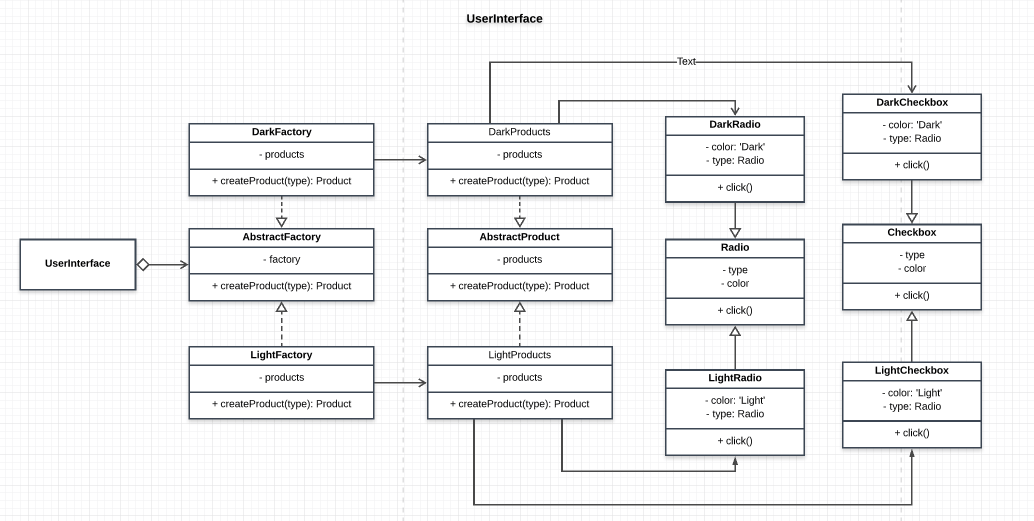 UserInterface
Text
DarkFactory
- products
+ createProduct(type): Product
DarkProducts
- products
+ createProduct(type): Product
DarkRadio
- color: 'Dark'
- type: Radio
+ click()
DarkCheckbox
- color: 'Dark'
- type: Radio
+ click()
UserInterface
AbstractFactory
- factory
+ createProduct(type): Product
AbstractProduct
- products
+ createProduct(type): Product
Radio
- type
- color
+ click()
Checkbox
- type
- color
+ click()
LightFactory
- products
+ createProduct(type): Product
LightProducts
- products
+ createProduct(type): Product
LightRadio
- color: 'Light'
- type: Radio
+ click()
LightCheckbox
- color: 'Light'
- type: Radio
+ click()